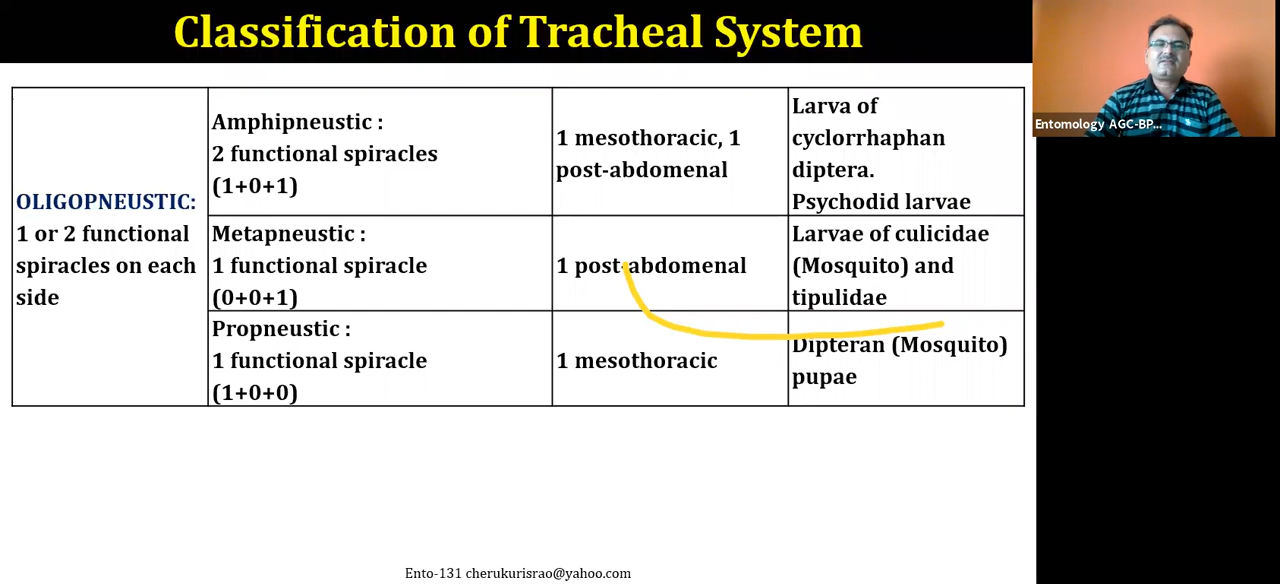 Classification of Tracheal System
Entomology AGC-BP...
OLIGOPNEUSTIC:
1 or 2 functional
spiracles on each
side
Amphipneustic :
2 functional spiracles
(1+0+1)
1 mesothoracic, 1
post-abdomenal
Larva of
cyclorrhaphan
diptera.
Psychodid larvae
Metapneustic :
1 functional spiracle
(0+0+1)
1 post-abdomenal
Larvae of culicidae
(Mosquito) and
tipulidae
Propneustic :
1 functional spiracle
(1+0+0)
1 mesothoracic
Dipteran (Mosquito)
pupae
Ento-131 cherukurisrao@yahoo.com